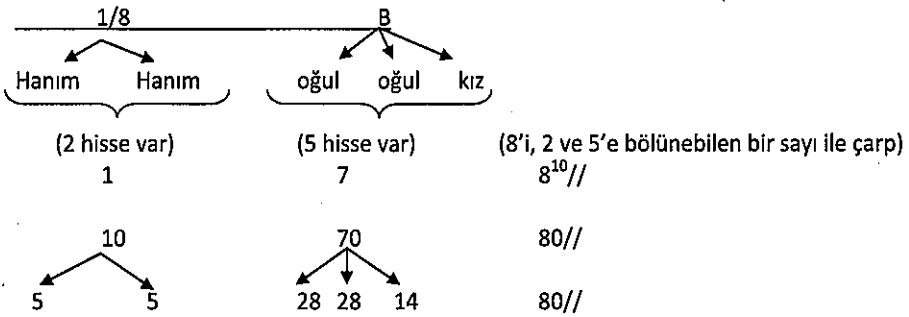 1/8 B
Hanım Hanım oğul oğul kız
(2 hisse var) (5 hisse var) (8'i, 2 ve 5'e bölünebilen bir sayı ile çarp)
1 7 8¹⁰//
10 70 80//
5 5 28 28 14 80//